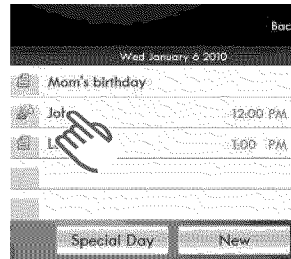 Bac
Wed January 6 2010
Mom's birthday
12:00 PM
1:00 PM
Special Day New